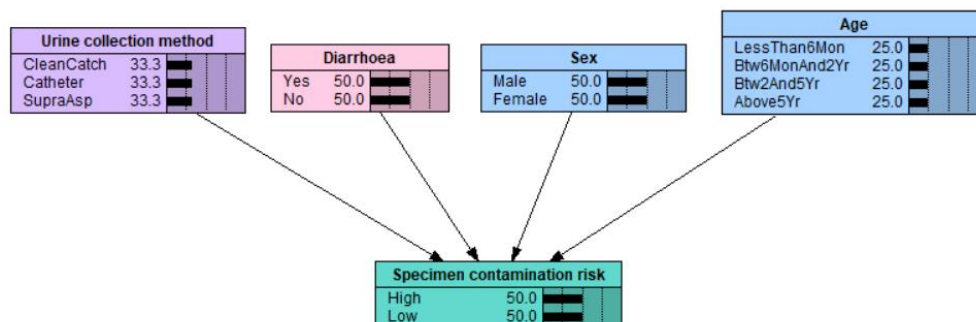 Urine collection method
CleanCatch 33.3
Catheter 33.3
SupraAsp 33.3
Diarrhoea
Yes 50.0
No 50.0
Sex
Male 50.0
Female 50.0
Age
LessThan6Mon 25.0
Btw6MonAnd2Yr 25.0
Btw2And5Yr 25.0
Above5Yr 25.0
Specimen contamination risk
High 50.0
Low 50.0